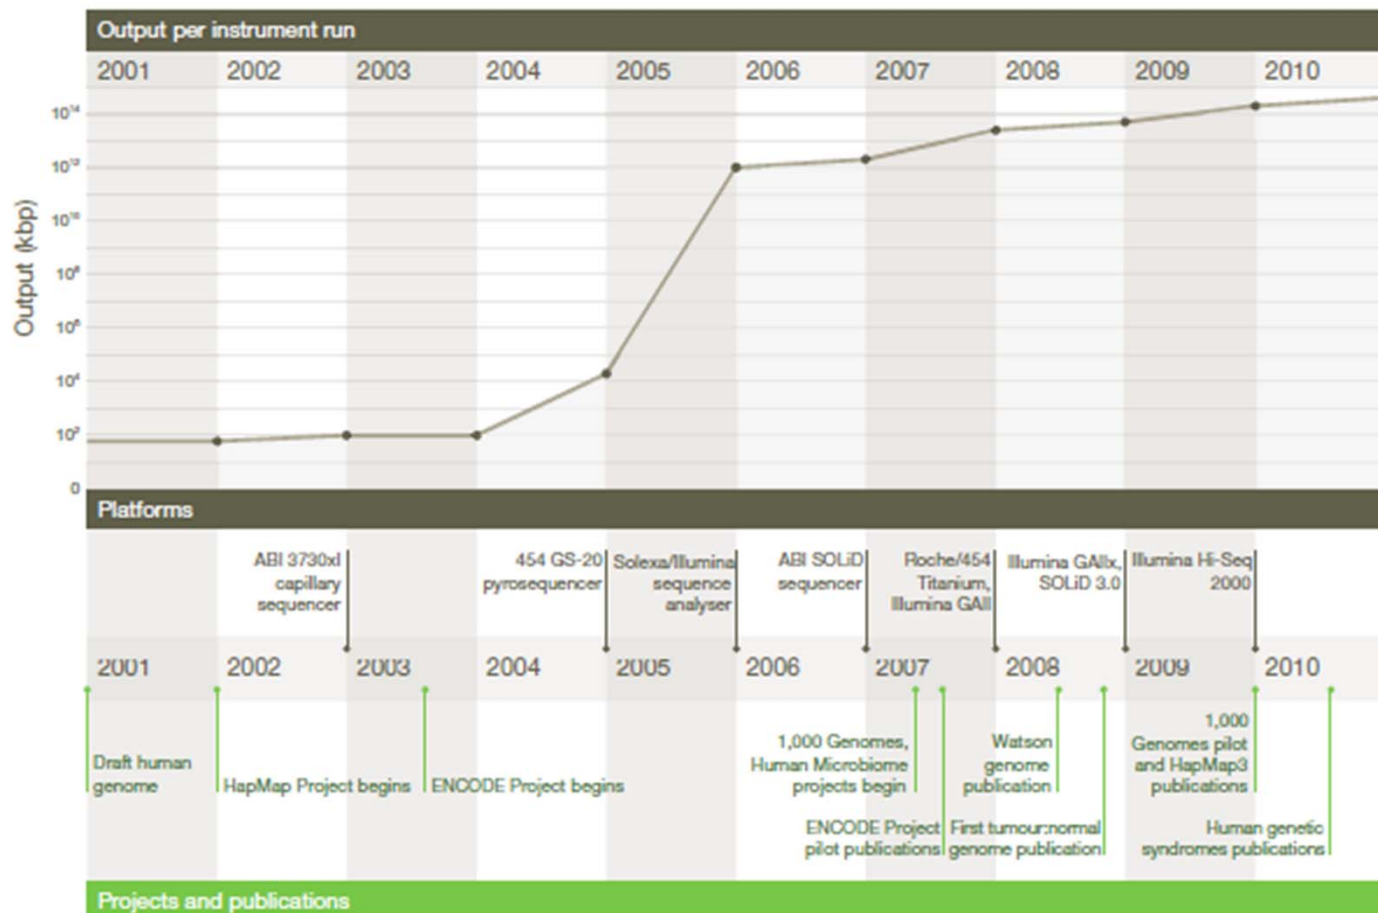 Output per instrument run
2001 2002 2003 2004 2005 2006 2007 2008 2009 2010
Output (kbp)
10¹⁴
10¹²
10¹⁰
10⁸
10⁶
10⁴
10²
0
Platforms
ABI 3730xl
capillary
sequencer
454 GS-20
pyrosequencer
Solexa/Illumina
sequence
analyser
ABI SOLiD
sequencer
Roche/454
Titanium,
Illumina GAII
Illumina GAIIx,
SOLiD 3.0
Illumina Hi-Seq
2000
2001 2002 2003 2004 2005 2006 2007 2008 2009 2010
Draft human
genome
HapMap Project begins
ENCODE Project begins
1,000 Genomes,
Human Microbiome
projects begin
ENCODE Project
pilot publications
Watson
genome
publication
First tumour:normal
genome publication
1,000
Genomes pilot
and HapMap3
publications
Human genetic
syndromes publications
Projects and publications